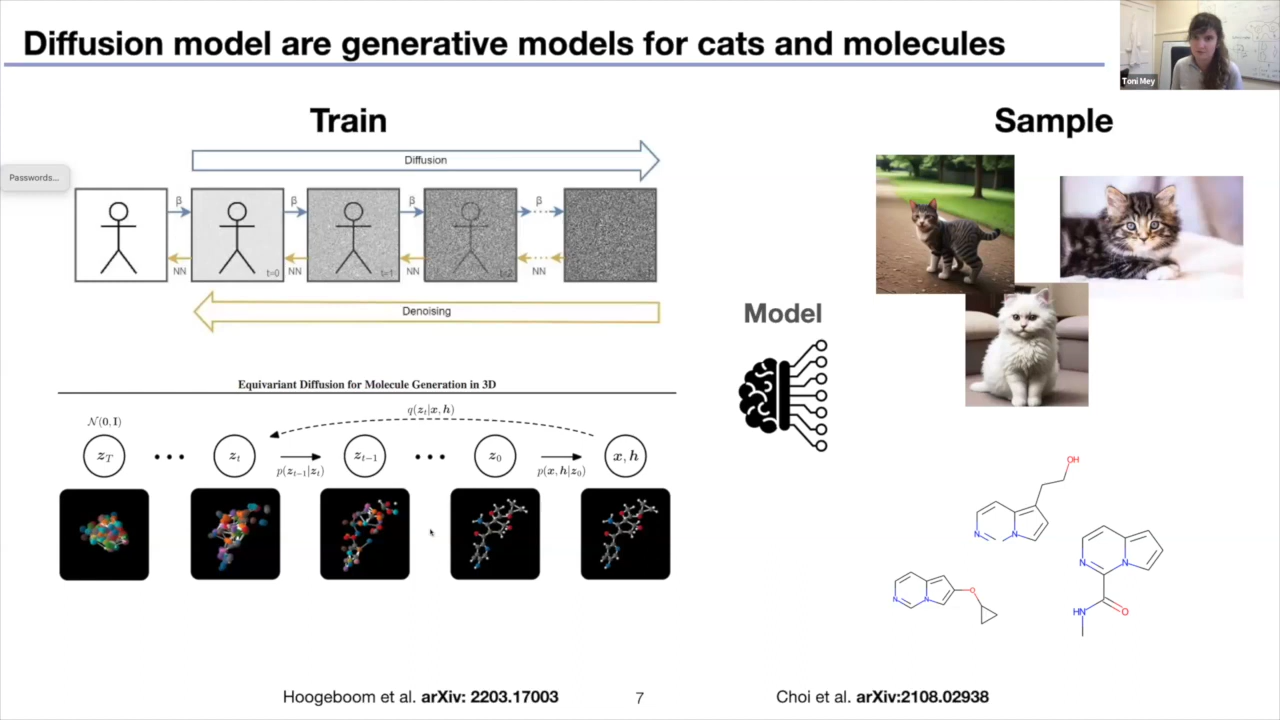 Diffusion model are generative models for cats and molecules
Toni Mey
Train
Sample
Passwords...
Diffusion
β β β β
NN NN NN NN
t=0 t=1 t=2
Denoising
Model
Equivariant Diffusion for Molecule Generation in 3D
q(z_t|x, h)
N(0, I)
z_T ••• z_t z_{t−1} ••• z_0 x, h
p(z_{t−1}|z_t) p(x, h|z_0)
OH
N N
N N
N N O
HN O
Hoogeboom et al. arXiv: 2203.17003
7
Choi et al. arXiv:2108.02938